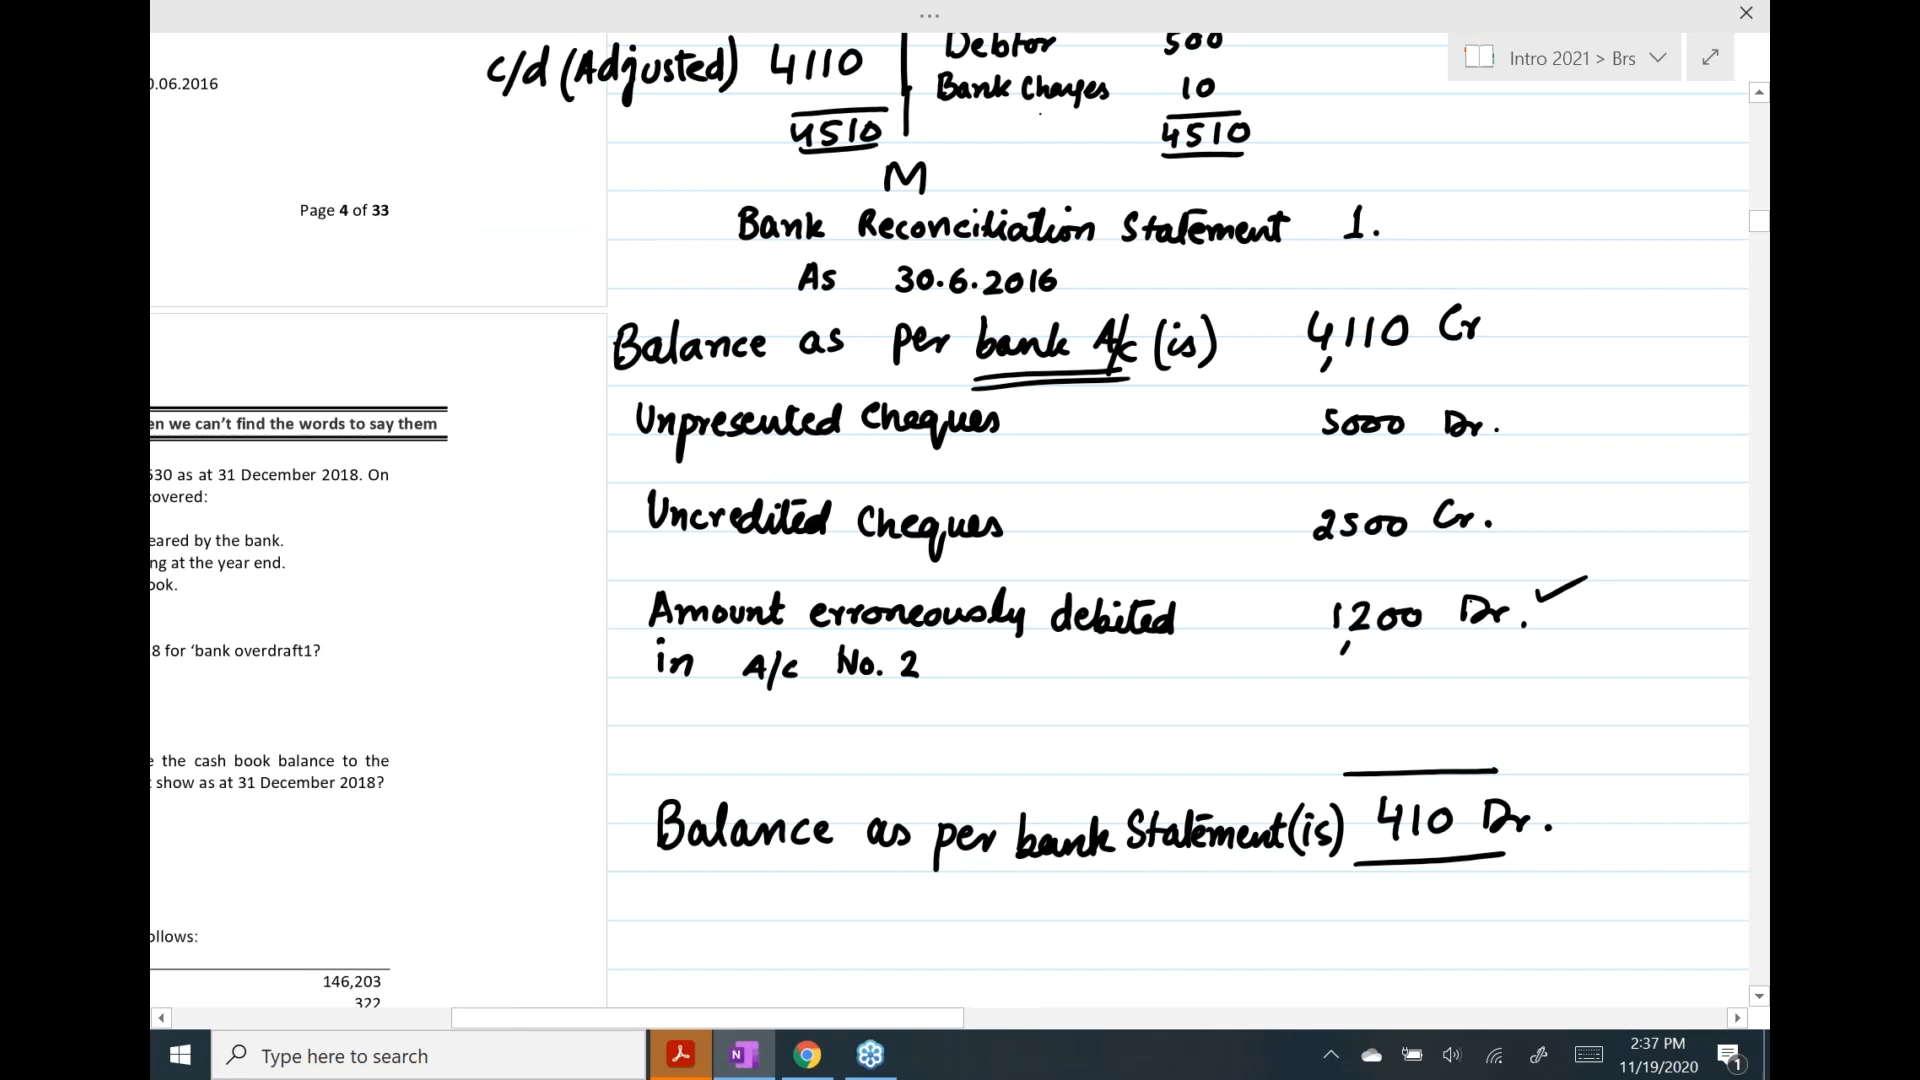 Debtor 500
Intro 2021 > Brs
c/d (Adjusted) 4110
Bank Charges 10
4510 4510
M
Bank Reconciliation Statement 1.
As 30.6.2016
Balance as per bank A/c (is) 4,110 Cr
Unpresented Cheques 5000 Dr.
Uncredited Cheques 2500 Cr.
Amount erroneously debited 1,200 Dr. ✓
in A/c No. 2
Balance as per bank Statement (is) 410 Dr.
0.06.2016
Page 4 of 33
en we can't find the words to say them
530 as at 31 December 2018. On
overed:
eared by the bank.
ng at the year end.
ook.
8 for ‘bank overdraft1?
e the cash book balance to the
show as at 31 December 2018?
ollows:
146,203
322
Type here to search
2:37 PM
11/19/2020
1